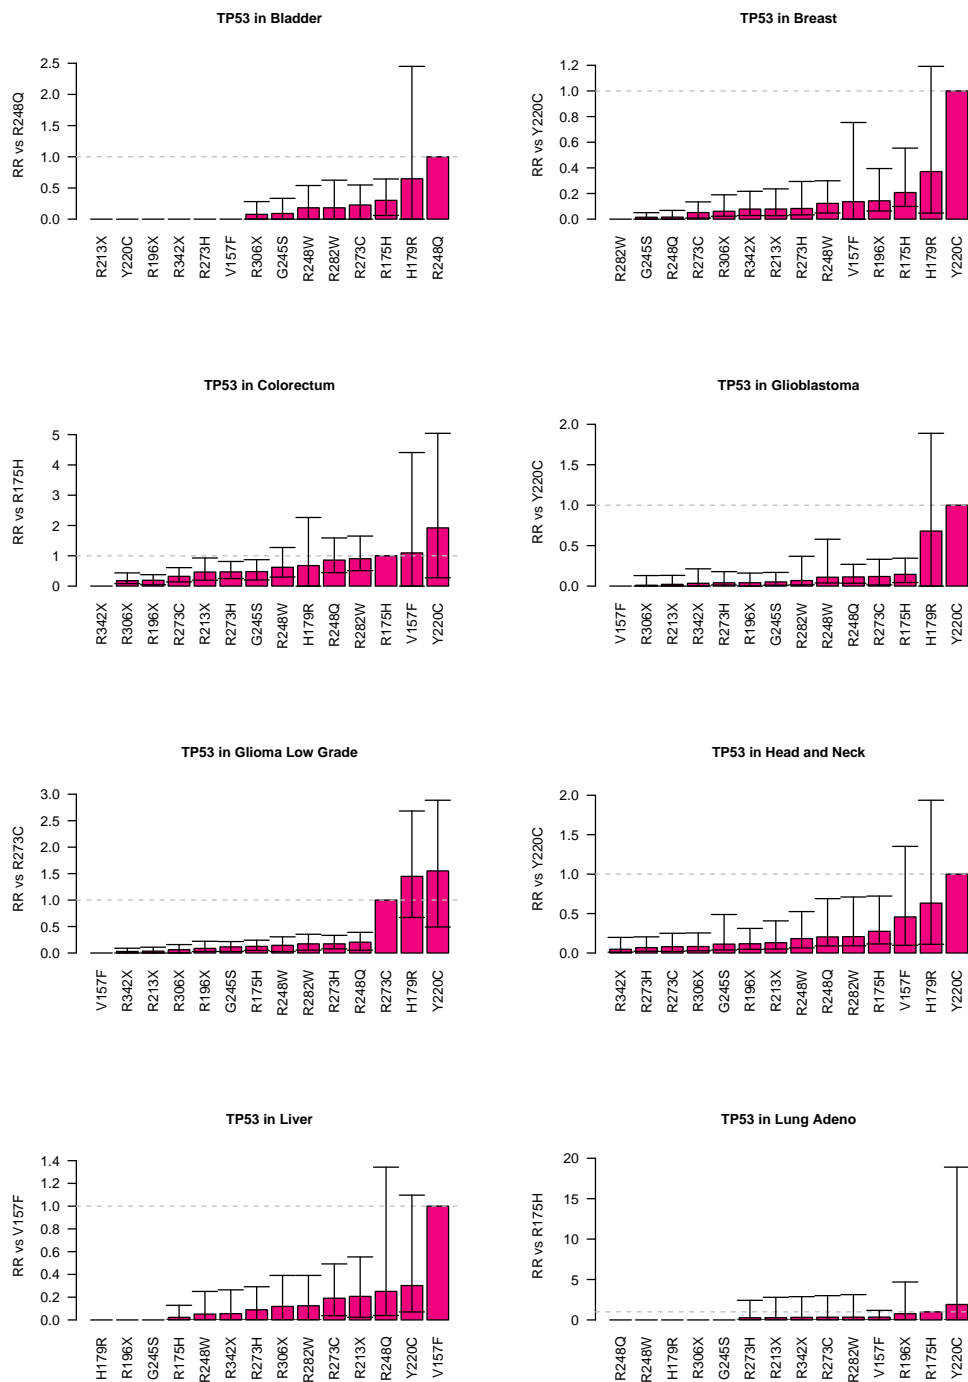 TP53 in Bladder
RR vs R248Q
2.5
2.0
1.5
1.0
0.5
0.0
R213X
Y220C
R196X
R342X
R273H
V157F
R306X
G245S
R248W
R282W
R273C
R175H
H179R
R248Q
TP53 in Breast
RR vs Y220C
1.2
1.0
0.8
0.6
0.4
0.2
0.0
R282W
G245S
R248Q
R273C
R306X
R342X
R213X
R273H
R248W
V157F
R196X
R175H
H179R
Y220C
TP53 in Colorectum
RR vs R175H
5
4
3
2
1
0
R342X
R306X
R196X
R273C
R213X
R273H
G245S
R248W
H179R
R248Q
R282W
R175H
V157F
Y220C
TP53 in Glioblastoma
RR vs Y220C
2.0
1.5
1.0
0.5
0.0
V157F
R306X
R213X
R342X
R273H
R196X
G245S
R282W
R248W
R248Q
R273C
R175H
H179R
Y220C
TP53 in Glioma Low Grade
RR vs R273C
3.0
2.5
2.0
1.5
1.0
0.5
0.0
V157F
R342X
R213X
R306X
R196X
G245S
R175H
R248W
R282W
R273H
R248Q
R273C
H179R
Y220C
TP53 in Head and Neck
RR vs Y220C
2.0
1.5
1.0
0.5
0.0
R342X
R273H
R273C
R306X
G245S
R196X
R213X
R248W
R248Q
R282W
R175H
V157F
H179R
Y220C
TP53 in Liver
RR vs V157F
1.4
1.2
1.0
0.8
0.6
0.4
0.2
0.0
H179R
R196X
G245S
R175H
R248W
R342X
R273H
R306X
R282W
R273C
R213X
R248Q
Y220C
V157F
TP53 in Lung Adeno
RR vs R175H
20
15
10
5
0
R248Q
R248W
H179R
R306X
G245S
R273H
R213X
R342X
R273C
R282W
V157F
R196X
R175H
Y220C